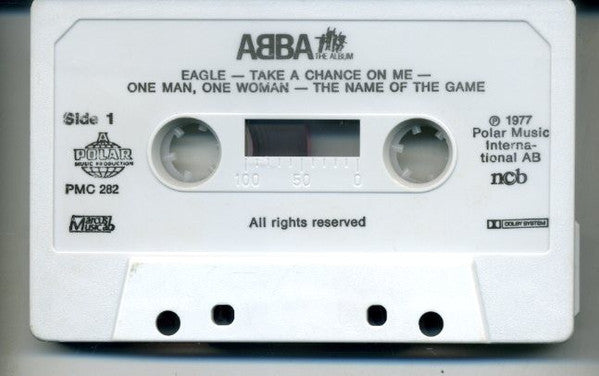 ABBA THE ALBUM
EAGLE — TAKE A CHANCE ON ME —
ONE MAN, ONE WOMAN — THE NAME OF THE GAME
Side 1
A
POLAR
MUSIC PRODUCTION
PMC 282
Marcus
Musicab
100 50 0
℗ 1977
Polar Music
Interna-
tional AB
ncb
All rights reserved
DOLBY SYSTEM